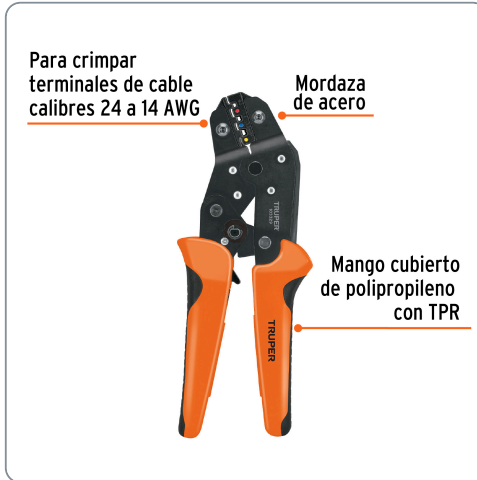 Para crimpar
terminales de cable
calibres 24 a 14 AWG
Mordaza
de acero
TRUPER
Mango cubierto
de polipropileno
con TPR
TRUPER